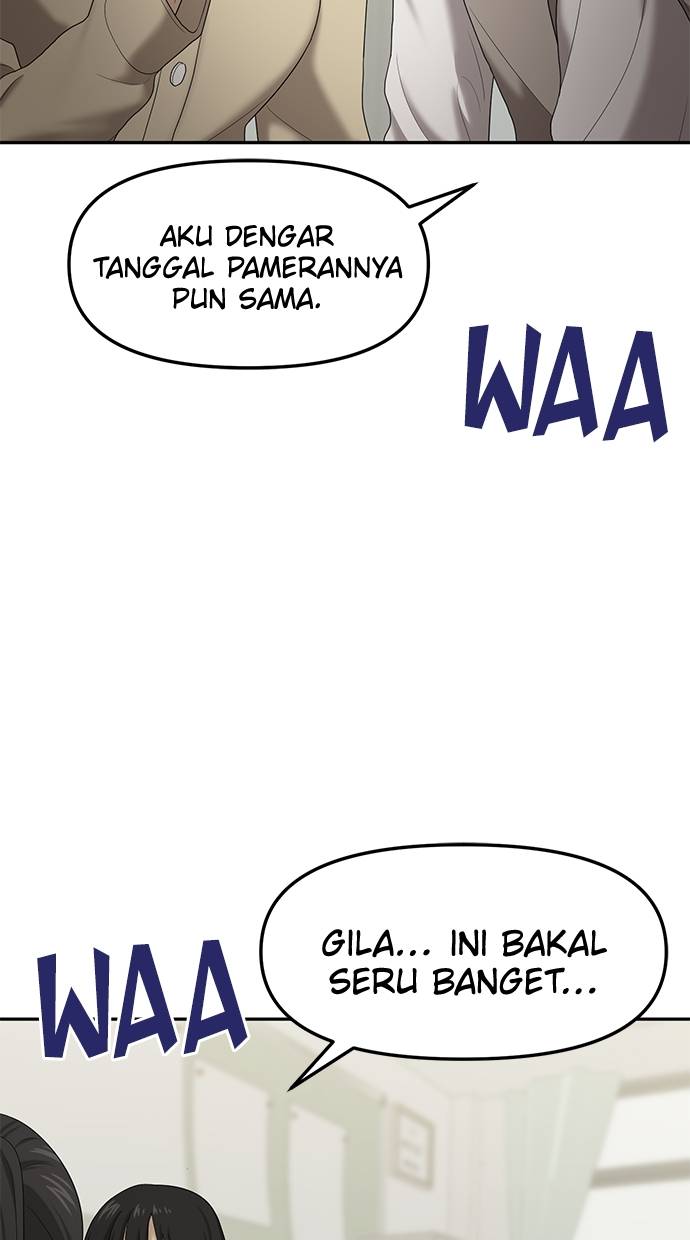 AKU DENGAR
TANGGAL PAMERANNYA
PUN SAMA.
WAA
GILA... INI BAKAL
SERU BANGET...
WAA